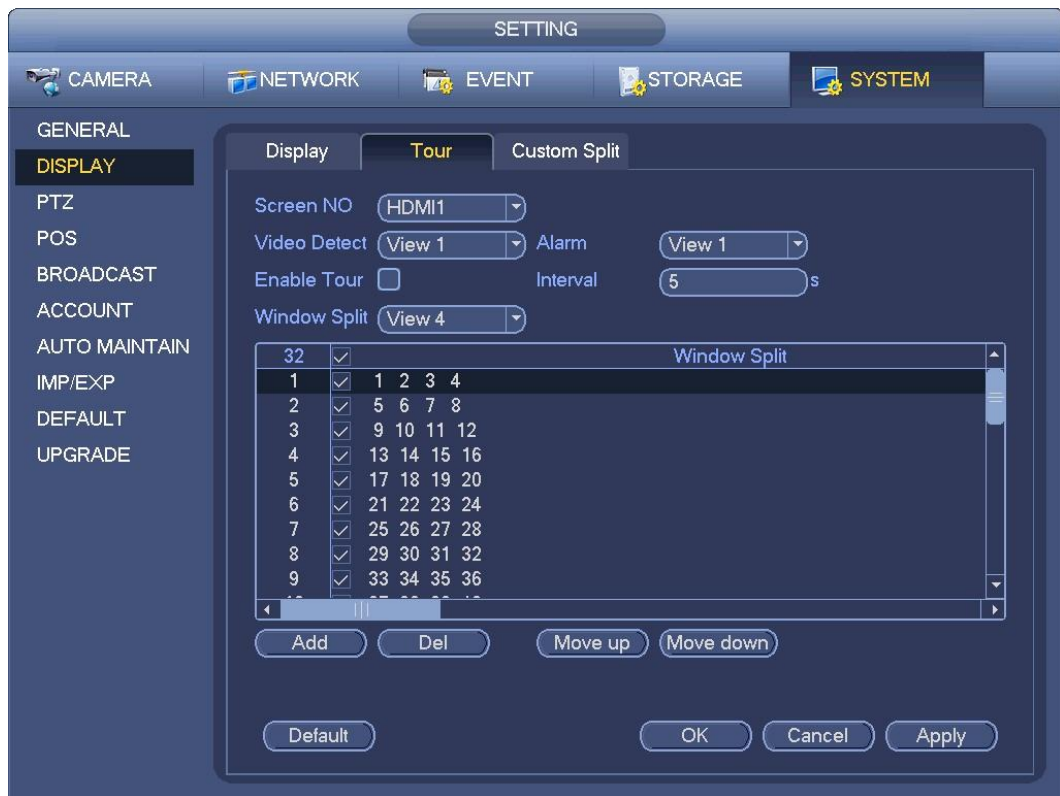 SETTING
CAMERA NETWORK EVENT STORAGE SYSTEM
GENERAL
DISPLAY
PTZ
POS
BROADCAST
ACCOUNT
AUTO MAINTAIN
IMP/EXP
DEFAULT
UPGRADE
Display Tour Custom Split
Screen NO HDMI1
Video Detect View 1 Alarm View 1
Enable Tour Interval 5 s
Window Split View 4
32 Window Split
1 1 2 3 4
2 5 6 7 8
3 9 10 11 12
4 13 14 15 16
5 17 18 19 20
6 21 22 23 24
7 25 26 27 28
8 29 30 31 32
9 33 34 35 36
Add Del Move up Move down
Default OK Cancel Apply